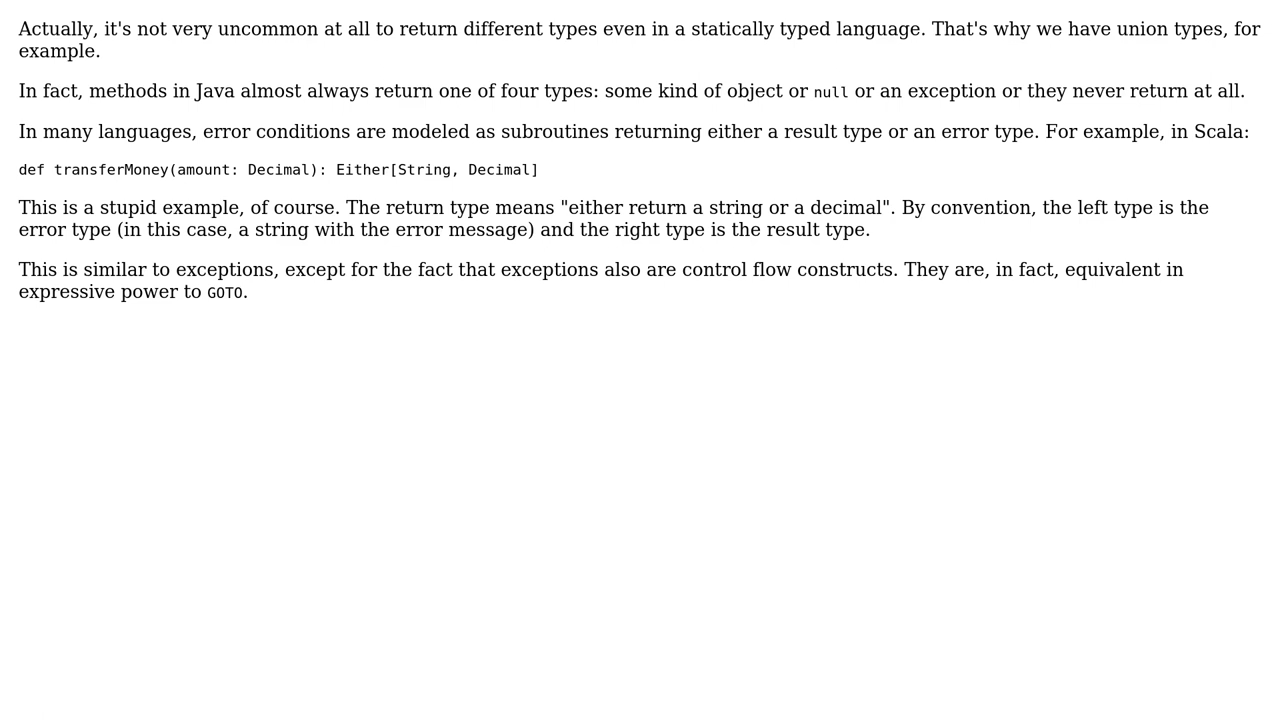 Actually, it's not very uncommon at all to return different types even in a statically typed language. That's why we have union types, for
example.
In fact, methods in Java almost always return one of four types: some kind of object or null or an exception or they never return at all.
In many languages, error conditions are modeled as subroutines returning either a result type or an error type. For example, in Scala:
def transferMoney(amount: Decimal): Either[String, Decimal]
This is a stupid example, of course. The return type means "either return a string or a decimal". By convention, the left type is the
error type (in this case, a string with the error message) and the right type is the result type.
This is similar to exceptions, except for the fact that exceptions also are control flow constructs. They are, in fact, equivalent in
expressive power to GOTO.